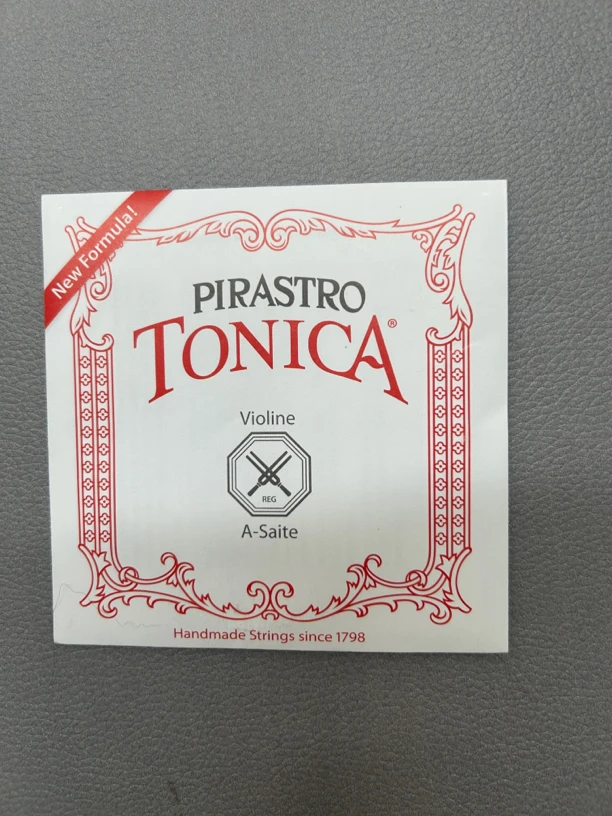 New Formula!
PIRASTRO
TONICA®
Violine
REG
A-Saite
Handmade Strings since 1798